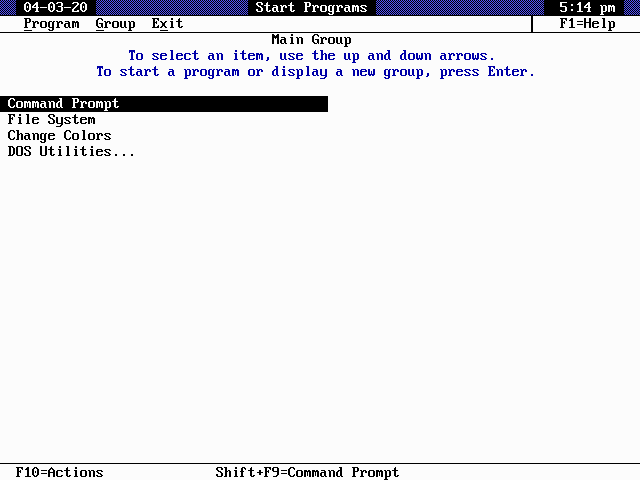 04-03-20 Start Programs 5:14 pm
Program Group Exit F1=Help
Main Group
To select an item, use the up and down arrows.
To start a program or display a new group, press Enter.
Command Prompt
File System
Change Colors
DOS Utilities...
F10=Actions Shift+F9=Command Prompt